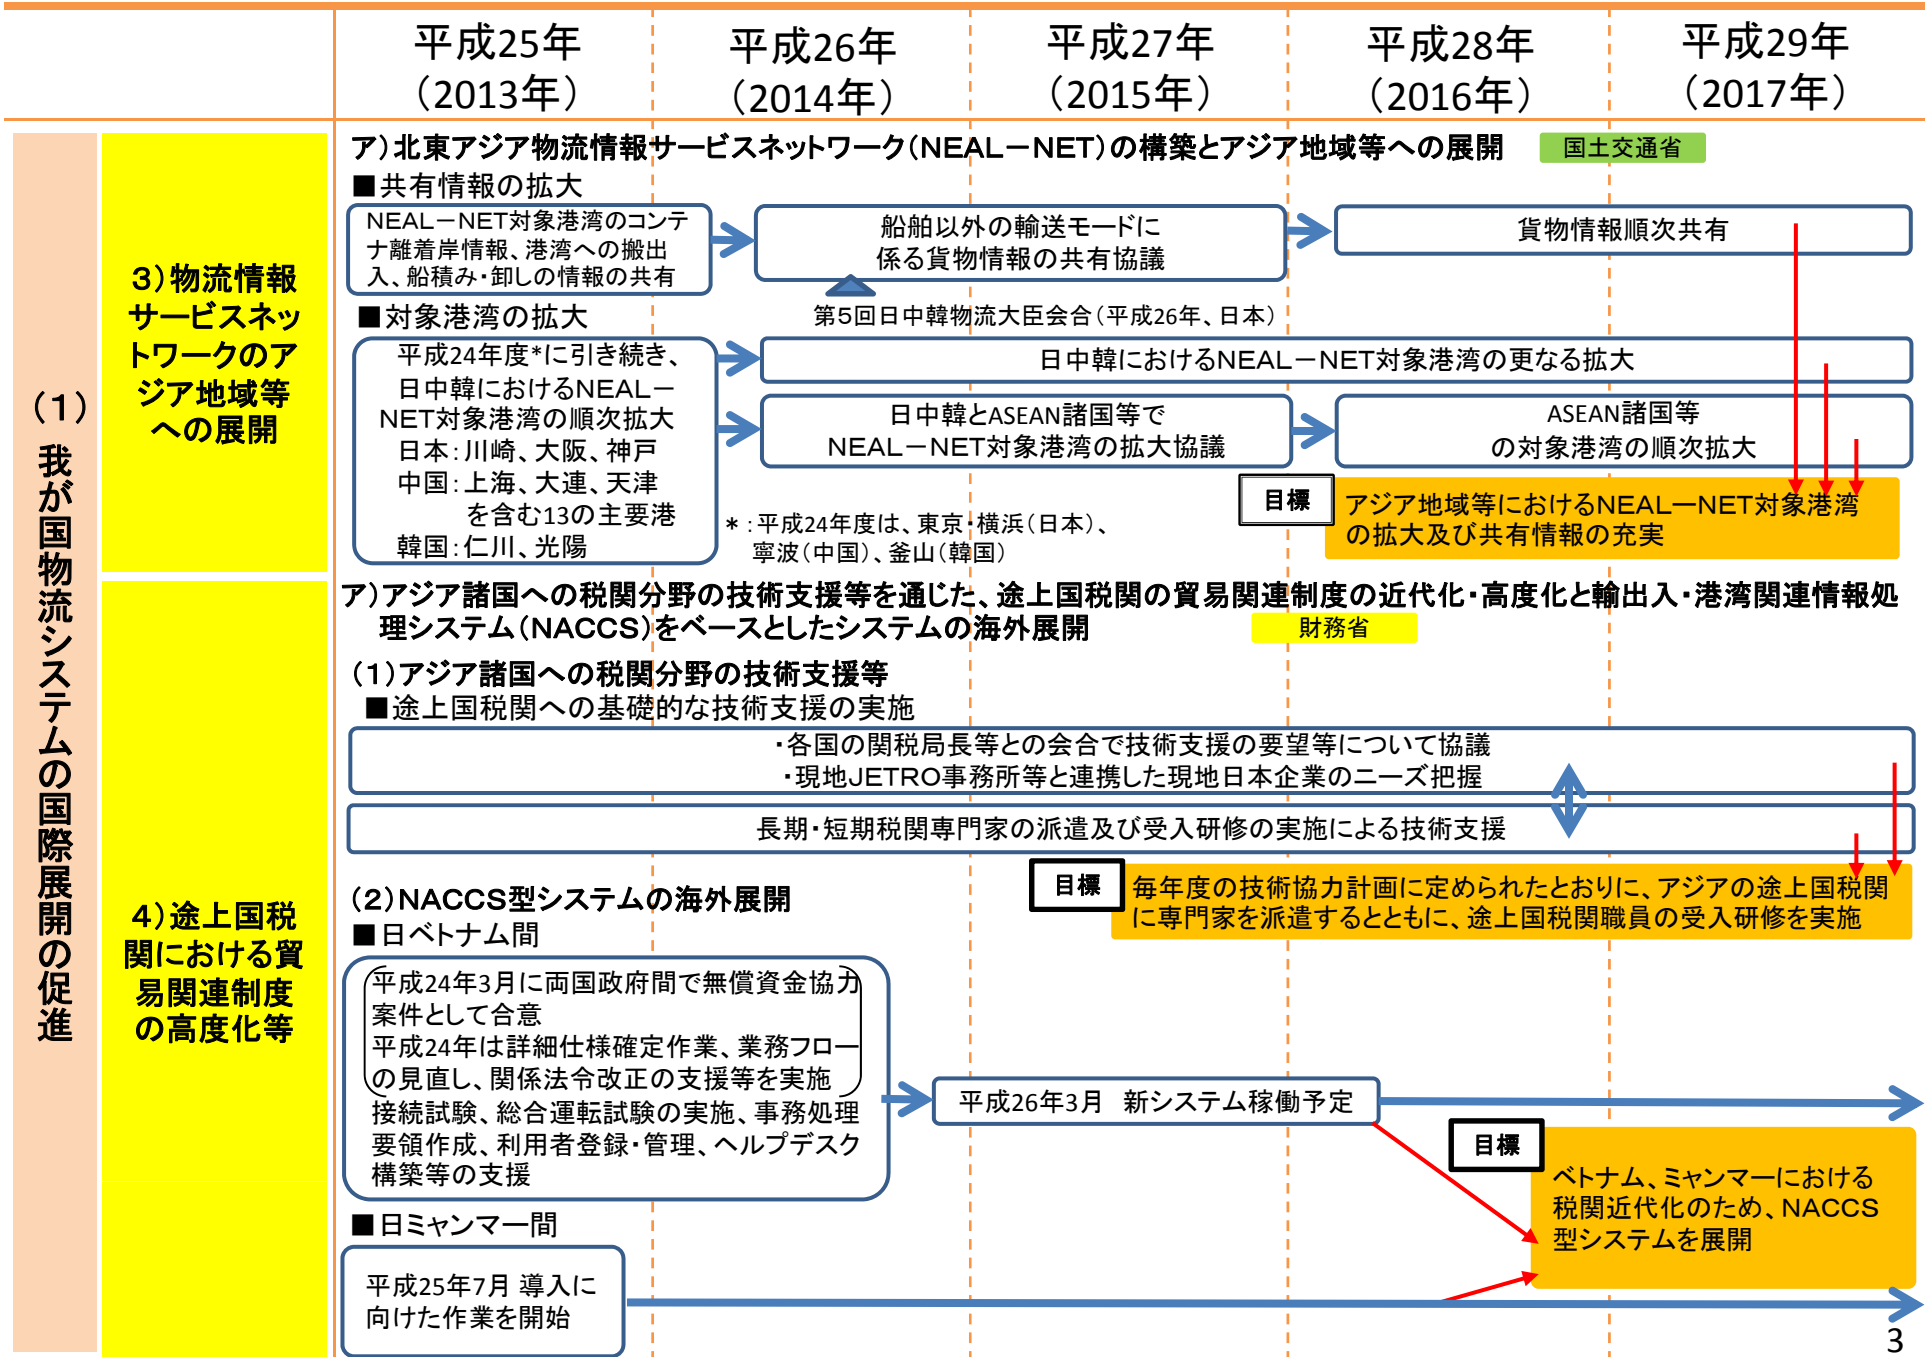 平成25年
（2013年）
平成26年
（2014年）
平成27年
（2015年）
平成28年
（2016年）
平成29年
（2017年）
（１）我が国物流システムの国際展開の促進
３）物流情報
サービスネッ
トワークのア
ジア地域等
への展開
ア）北東アジア物流情報サービスネットワーク（NEAL－NET）の構築とアジア地域等への展開
国土交通省
■共有情報の拡大
NEAL－NET対象港湾のコンテ
ナ離着岸情報、港湾への搬出
入、船積み・卸しの情報の共有
船舶以外の輸送モードに
係る貨物情報の共有協議
貨物情報順次共有
第５回日中韓物流大臣会合（平成26年、日本）
■対象港湾の拡大
平成24年度*に引き続き、
日中韓におけるNEAL－
NET対象港湾の順次拡大
日本：川崎、大阪、神戸
中国：上海、大連、天津
を含む13の主要港
韓国：仁川、光陽
日中韓におけるNEAL－NET対象港湾の更なる拡大
日中韓とASEAN諸国等で
NEAL－NET対象港湾の拡大協議
ASEAN諸国等
の対象港湾の順次拡大
＊：平成24年度は、東京・横浜（日本）、
寧波（中国）、釜山（韓国）
目標
アジア地域等におけるNEAL―NET対象港湾
の拡大及び共有情報の充実
４）途上国税
関における貿
易関連制度
の高度化等
ア）アジア諸国への税関分野の技術支援等を通じた、途上国税関の貿易関連制度の近代化・高度化と輸出入・港湾関連情報処
理システム（NACCS）をベースとしたシステムの海外展開
財務省
（１）アジア諸国への税関分野の技術支援等
■途上国税関への基礎的な技術支援の実施
・各国の関税局長等との会合で技術支援の要望等について協議
・現地JETRO事務所等と連携した現地日本企業のニーズ把握
長期・短期税関専門家の派遣及び受入研修の実施による技術支援
目標
毎年度の技術協力計画に定められたとおりに、アジアの途上国税関
に専門家を派遣するとともに、途上国税関職員の受入研修を実施
（２）NACCS型システムの海外展開
■日ベトナム間
平成24年3月に両国政府間で無償資金協力
案件として合意
平成24年は詳細仕様確定作業、業務フロー
の見直し、関係法令改正の支援等を実施
接続試験、総合運転試験の実施、事務処理
要領作成、利用者登録・管理、ヘルプデスク
構築等の支援
平成26年3月　新システム稼働予定
目標
ベトナム、ミャンマーにおける
税関近代化のため、NACCS
型システムを展開
■日ミャンマー間
平成25年7月 導入に
向けた作業を開始
3